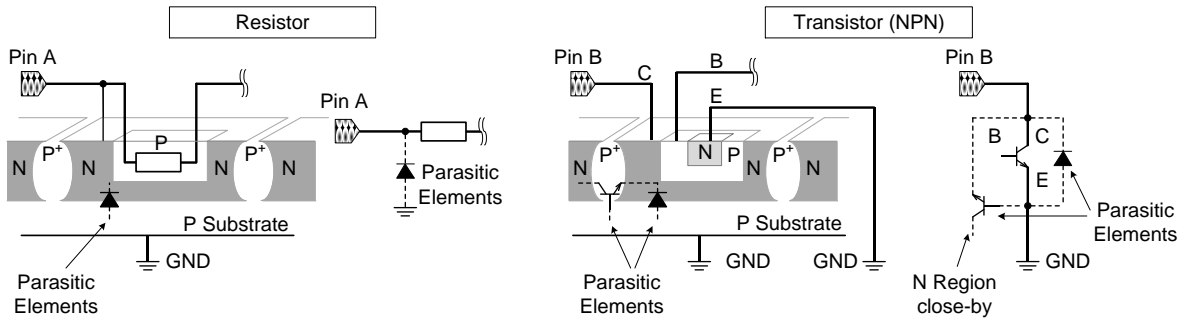 Resistor
Transistor (NPN)
Pin A
Pin B
C
B
E
Pin B
Pin A
N
P+
N
P
N
P+
N
Parasitic
Elements
N
P+
N
N
P
N
P+
N
B
C
E
Parasitic
Elements
P Substrate
GND
Parasitic
Elements
P Substrate
GND
GND
Parasitic
Elements
N Region
close-by
GND